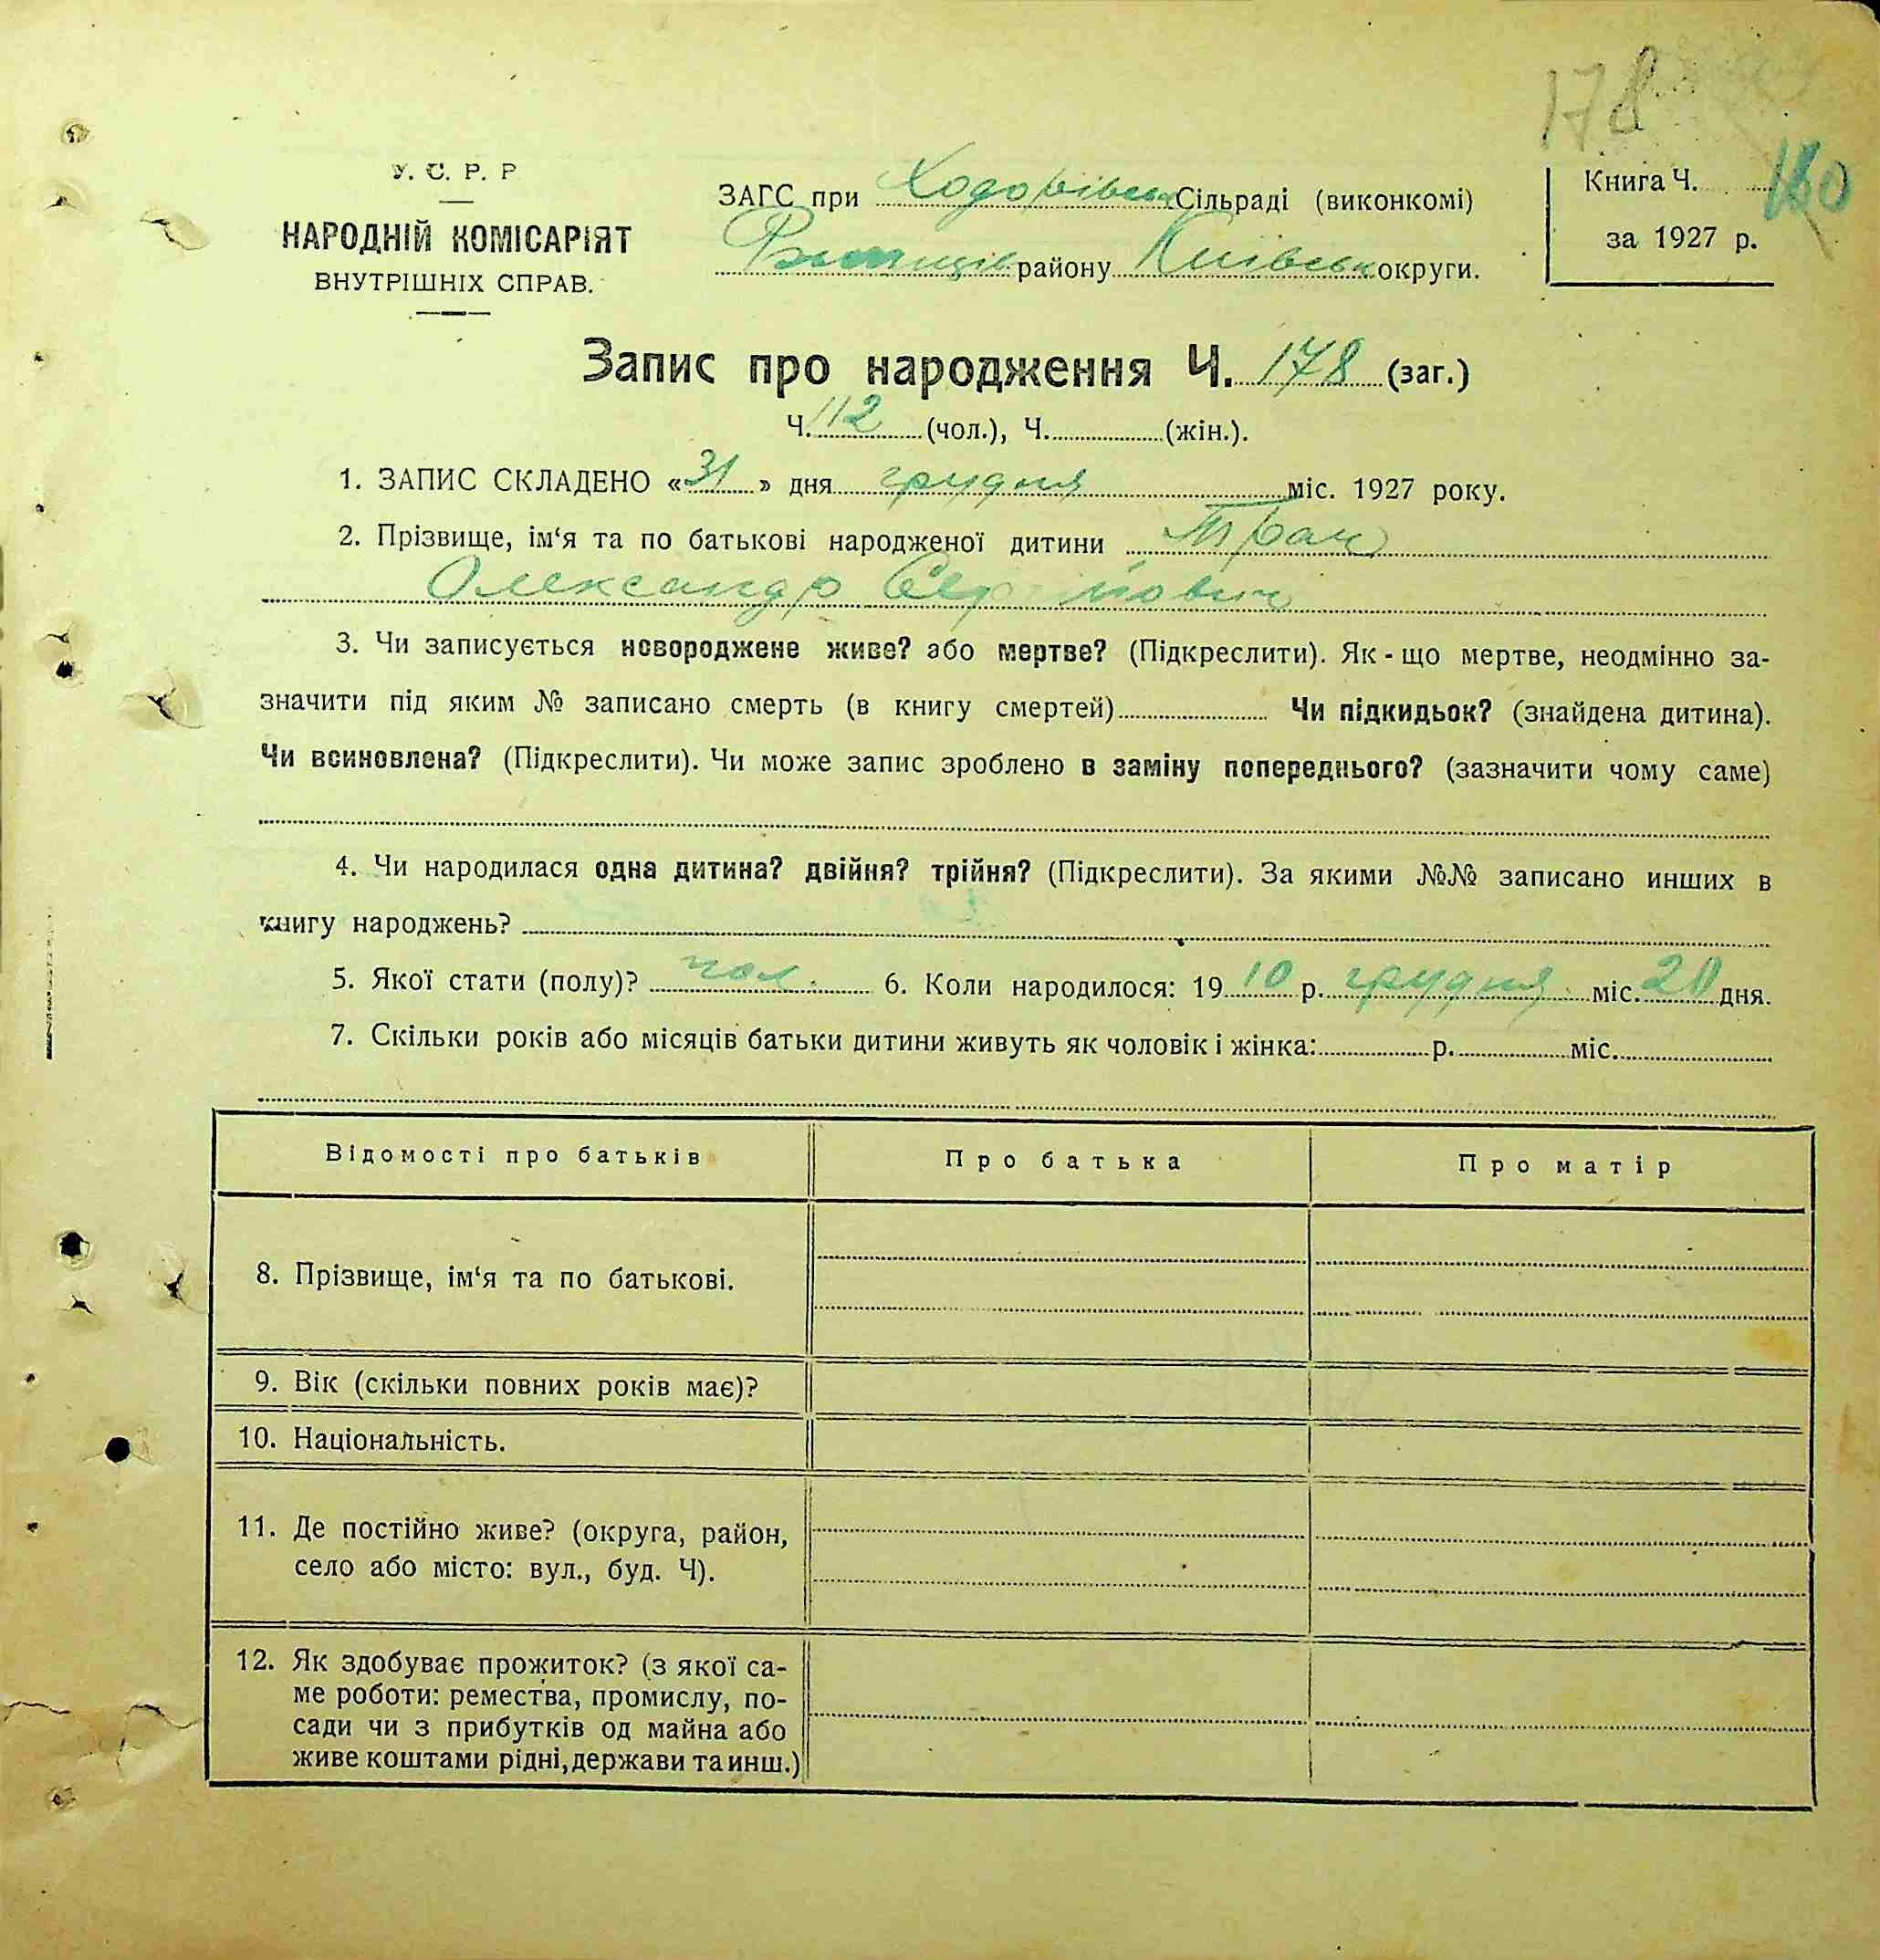 178
У. С. Р. Р
НАРОДНІЙ КОМІСАРІЯТ
ВНУТРІШНІХ СПРАВ.
ЗАГС при Ходорівськ Сільраді (виконкомі)
району Київськ округи.
Книга Ч. 180
за 1927 р.
Запис про народження Ч. 178 (заг.)
Ч. 112 (чол.), Ч. (жін.).
1. ЗАПИС СКЛАДЕНО «31» дня грудня міс. 1927 року.
2. Прізвище, ім‘я та по батькові народженої дитини
Олександр
3. Чи записується новороджене живе? або мертве? (Підкреслити). Як-що мертве, неодмінно за-
значити під яким № записано смерть (в книгу смертей) Чи підкидьок? (знайдена дитина).
Чи всиновлена? (Підкреслити). Чи може запис зроблено в заміну попереднього? (зазначити чому саме)
4. Чи народилася одна дитина? двійня? трійня? (Підкреслити). За якими №№ записано инших в
книгу народжень?
5. Якої стати (полу)? чол. 6. Коли народилося: 19 10 р. грудня міс. 20 дня.
7. Скільки років або місяців батьки дитини живуть як чоловік і жінка: р. міс.
Відомості про батьків Про батька Про матір
8. Прізвище, ім‘я та по батькові.
9. Вік (скільки повних років має)?
10. Національність.
11. Де постійно живе? (округа, район,
село або місто: вул., буд. Ч).
12. Як здобуває прожиток? (з якої са-
ме роботи: ремества, промислу, по-
сади чи з прибутків од майна або
живе коштами рідні, держави та инш.)